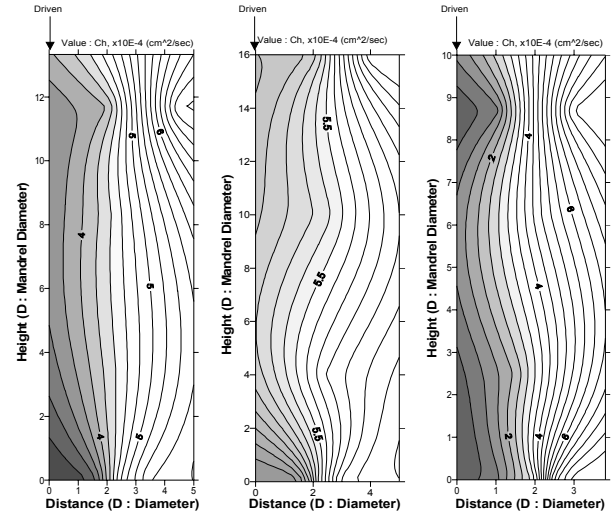 Driven
Value : Ch, x10E-4 (cm^2/sec)
12
10
8
6
4
2
0
Height (D : Mandrel Diameter)
5
6
4
5
4
5
0 1 2 3 4 5
Distance (D : Diameter)
Driven
Value : Ch, x10E-4 (cm^2/sec)
16
14
12
10
8
6
4
2
0
Height (D : Mandrel Diameter)
5.5
5.5
5.5
0 2 4
Distance (D : Diameter)
Driven
Value : Ch, x10E-4 (cm^2/sec)
10
9
8
7
6
5
4
3
2
1
0
Height (D : Mandrel Diameter)
4
2
6
4
2
4
6
0 1 2 3
Distance (D : Diameter)